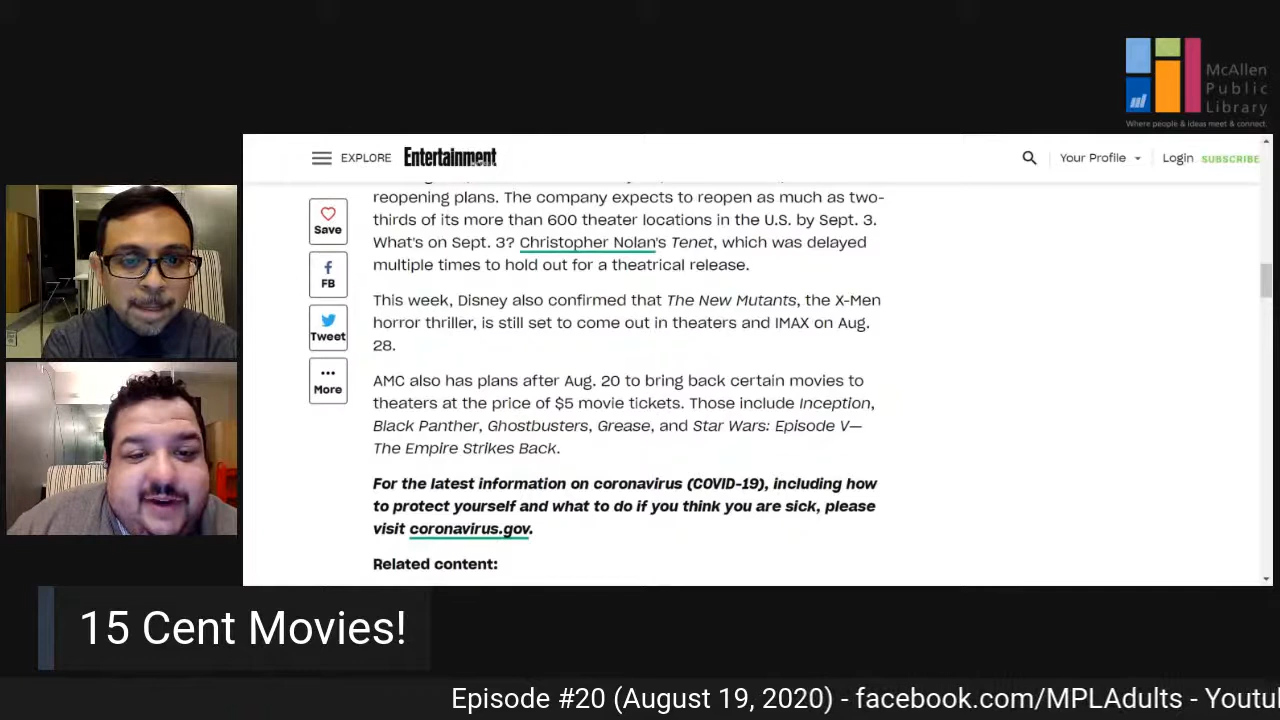 McAllen
Public
Library
Where people & ideas meet & connect.
EXPLORE
Entertainment
Your Profile
Login
SUBSCRIBE
Save
FB
Tweet
More
reopening plans. The company expects to reopen as much as two-
thirds of its more than 600 theater locations in the U.S. by Sept. 3.
What's on Sept. 3? Christopher Nolan's Tenet, which was delayed
multiple times to hold out for a theatrical release.
This week, Disney also confirmed that The New Mutants, the X-Men
horror thriller, is still set to come out in theaters and IMAX on Aug.
28.
AMC also has plans after Aug. 20 to bring back certain movies to
theaters at the price of $5 movie tickets. Those include Inception,
Black Panther, Ghostbusters, Grease, and Star Wars: Episode V—
The Empire Strikes Back.
For the latest information on coronavirus (COVID-19), including how
to protect yourself and what to do if you think you are sick, please
visit coronavirus.gov.
Related content:
15 Cent Movies!
Episode #20 (August 19, 2020) - facebook.com/MPLAdults - Youtu